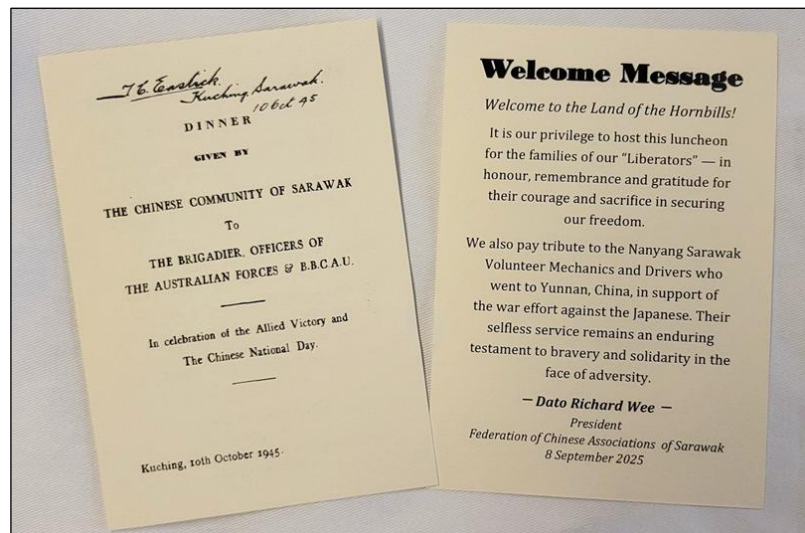 T.C. Eastick.
Kuching, Sarawak.
10 Oct 45
DINNER
GIVEN BY
THE CHINESE COMMUNITY OF SARAWAK
To
THE BRIGADIER, OFFICERS OF
THE AUSTRALIAN FORCES & B.B.C.A.U.
In celebration of the Allied Victory and
The Chinese National Day.
Kuching, 10th October 1945.
Welcome Message
Welcome to the Land of the Hornbills!
It is our privilege to host this luncheon
for the families of our “Liberators” — in
honour, remembrance and gratitude for
their courage and sacrifice in securing
our freedom.
We also pay tribute to the Nanyang Sarawak
Volunteer Mechanics and Drivers who
went to Yunnan, China, in support of
the war effort against the Japanese. Their
selfless service remains an enduring
testament to bravery and solidarity in the
face of adversity.
— Dato Richard Wee —
President
Federation of Chinese Associations of Sarawak
8 September 2025